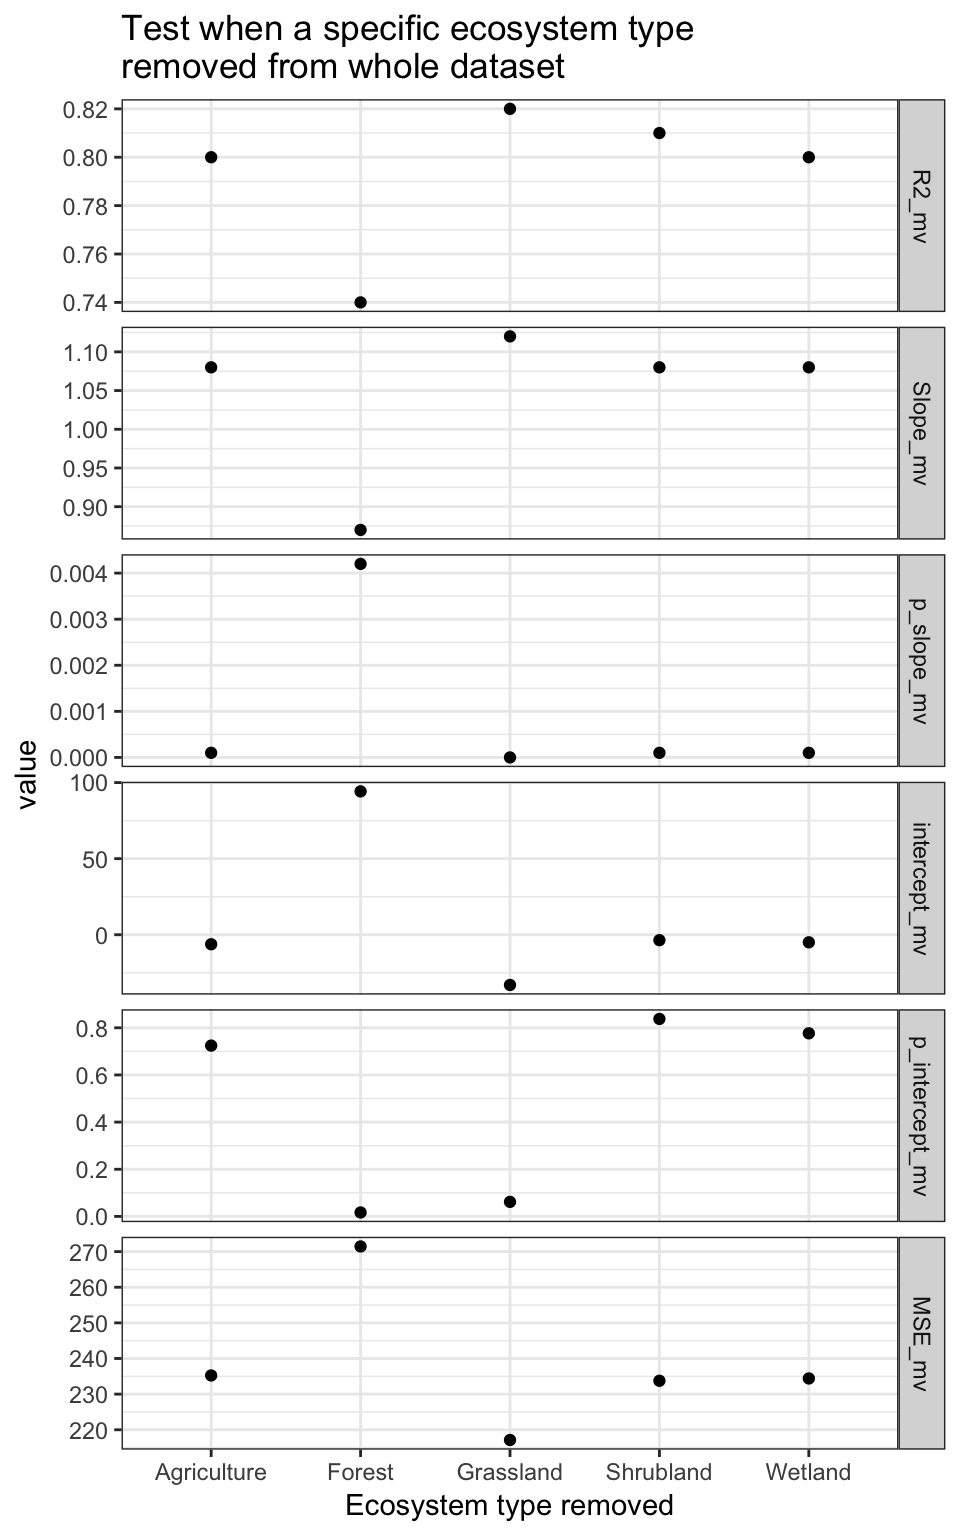 Test when a specific ecosystem type
removed from whole dataset
0.82
0.80
0.78
0.76
0.74
R2_mv
1.10
1.05
1.00
0.95
0.90
Slope_mv
0.004
0.003
0.002
0.001
0.000
p_slope_mv
value
100
50
0
intercept_mv
0.8
0.6
0.4
0.2
0.0
p_intercept_mv
270
260
250
240
230
220
MSE_mv
Agriculture Forest Grassland Shrubland Wetland
Ecosystem type removed